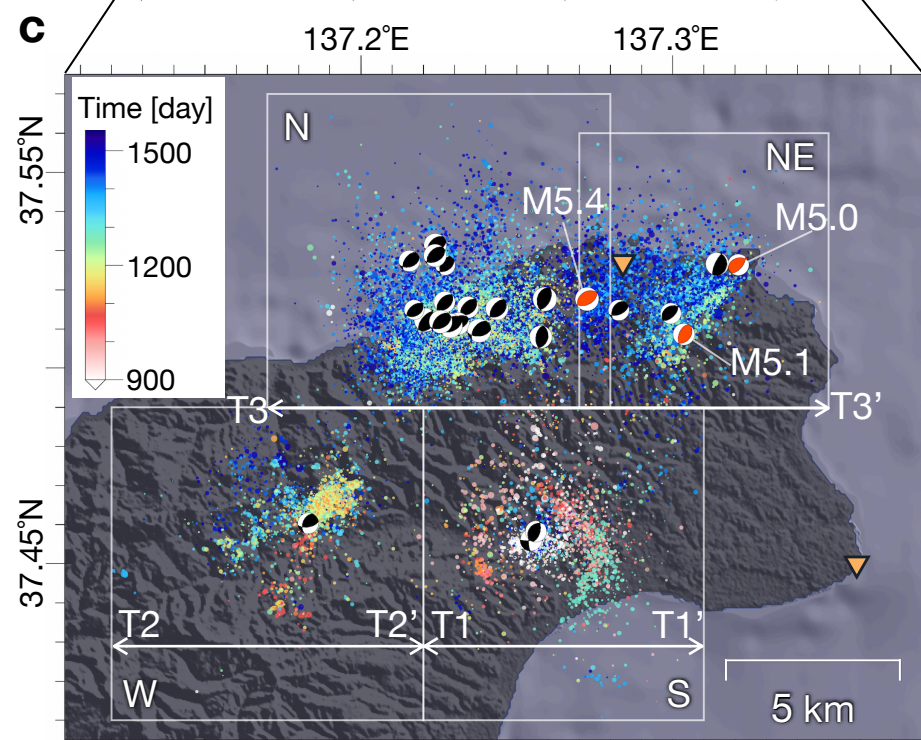 c
137.2°E
137.3°E
Time [day]
1500
1200
900
37.55°N
37.45°N
N
NE
M5.4
M5.0
M5.1
T3
T3’
T2
T2’
T1
T1’
W
S
5 km